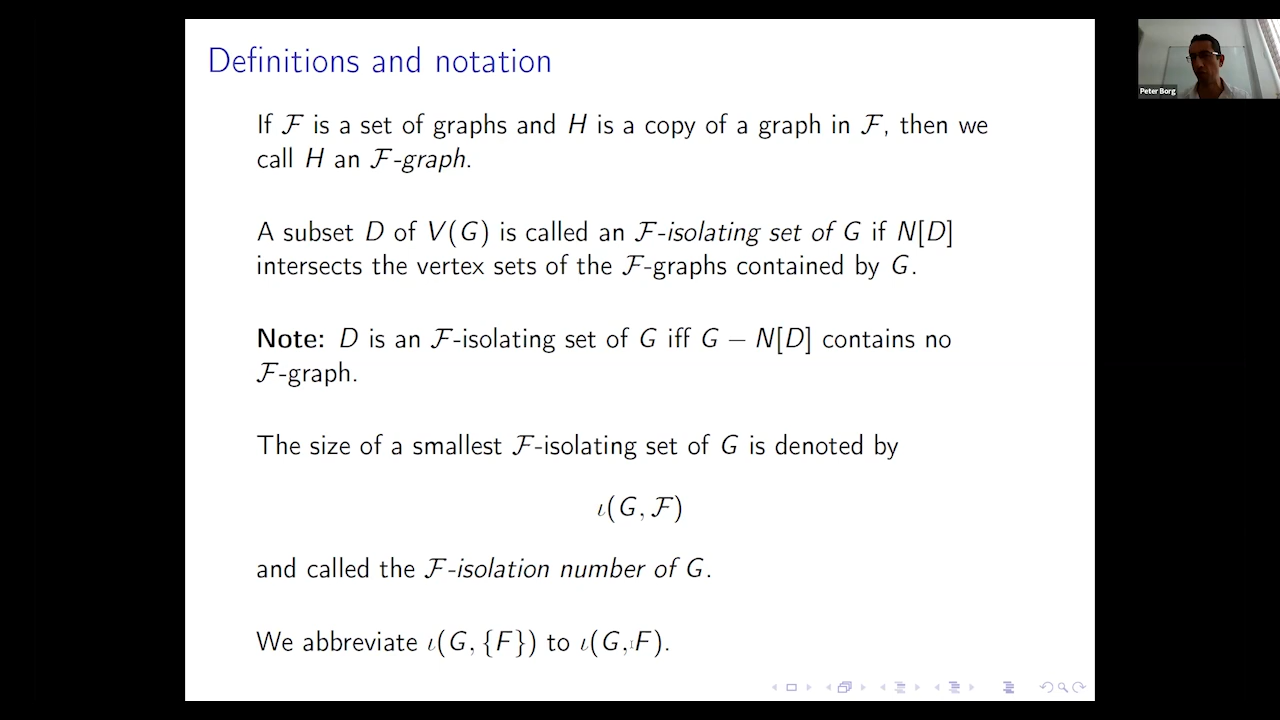 Definitions and notation
If ℱ is a set of graphs and H is a copy of a graph in ℱ, then we
call H an ℱ-graph.
A subset D of V(G) is called an ℱ-isolating set of G if N[D]
intersects the vertex sets of the ℱ-graphs contained by G.
Note: D is an ℱ-isolating set of G iff G − N[D] contains no
ℱ-graph.
The size of a smallest ℱ-isolating set of G is denoted by
ι(G, ℱ)
and called the ℱ-isolation number of G.
We abbreviate ι(G, {F}) to ι(G, F).
Peter Borg